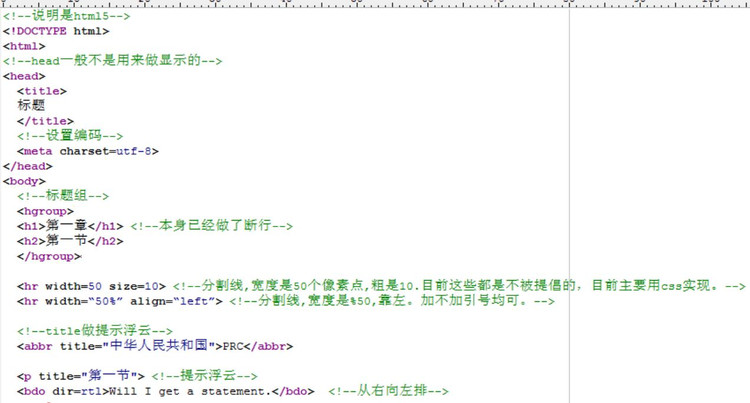 <!--说明是html5-->
<!DOCTYPE html>
<html>
<!--head一般不是用来做显示的-->
<head>
<title>
标题
</title>
<!--设置编码-->
<meta charset=utf-8>
</head>
<body>
<!--标题组-->
<hgroup>
<h1>第一章</h1> <!--本身已经做了断行-->
<h2>第一节</h2>
</hgroup>
<hr width=50 size=10> <!--分割线,宽度是50个像素点,粗是10.目前这些都是不被提倡的，目前主要用css实现。-->
<hr width=“50%” align=“left”> <!--分割线,宽度是%50,靠左。加不加引号均可。-->
<!--title做提示浮云-->
<abbr title="中华人民共和国">PRC</abbr>
<p title="第一节"> <!--提示浮云-->
<bdo dir=rtl>Will I get a statement.</bdo> <!--从右向左排-->